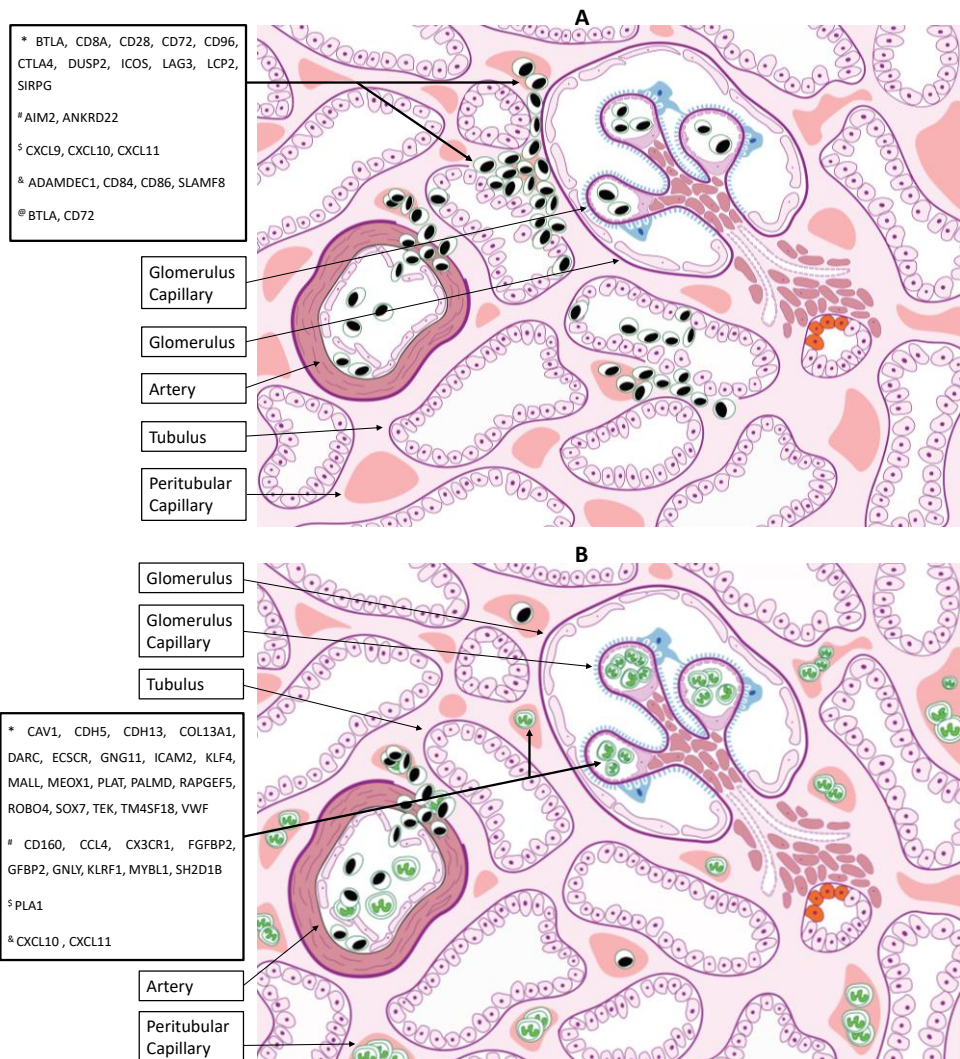 A
* BTLA, CD8A, CD28, CD72, CD96,
CTLA4, DUSP2, ICOS, LAG3, LCP2,
SIRPG
# AIM2, ANKRD22
$ CXCL9, CXCL10, CXCL11
& ADAMDEC1, CD84, CD86, SLAMF8
@ BTLA, CD72
Glomerulus
Capillary
Glomerulus
Artery
Tubulus
Peritubular
Capillary
B
Glomerulus
Glomerulus
Capillary
Tubulus
* CAV1, CDH5, CDH13, COL13A1,
DARC, ECSCR, GNG11, ICAM2, KLF4,
MALL, MEOX1, PLAT, PALMD, RAPGEF5,
ROBO4, SOX7, TEK, TM4SF18, VWF
# CD160, CCL4, CX3CR1, FGFBP2,
GFBP2, GNLY, KLRF1, MYBL1, SH2D1B
$ PLA1
& CXCL10 , CXCL11
Artery
Peritubular
Capillary